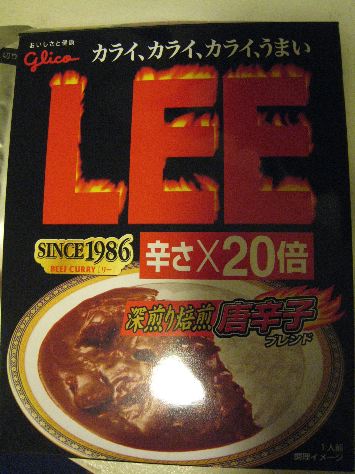 おいしさと健康
Glico
カライ、カライ、カライ、うまい
LEE
SINCE1986
BEEF CURRY［リー］
辛さ×20倍
深煎り焙煎
唐辛子
ブレンド
1人前
調理イメージ